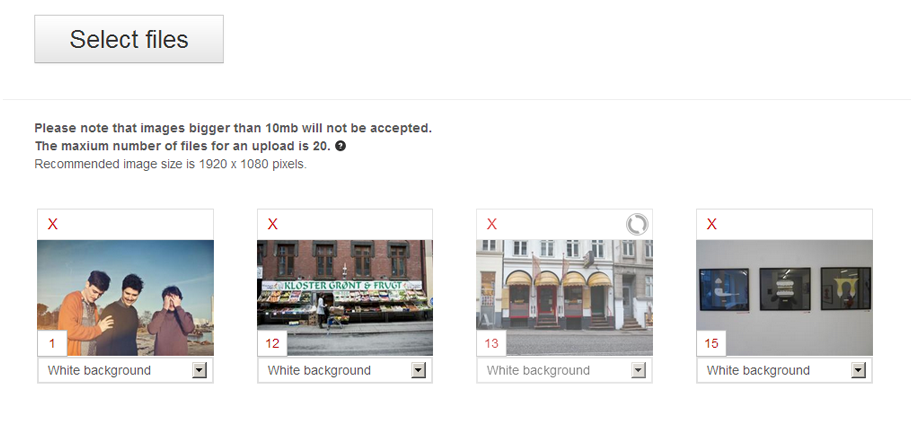 Select files
Please note that images bigger than 10mb will not be accepted.
The maxium number of files for an upload is 20. ?
Recommended image size is 1920 x 1080 pixels.
X
X
X
X
KLOSTER GRØNT & FRUGT
1
12
13
15
White background
White background
White background
White background